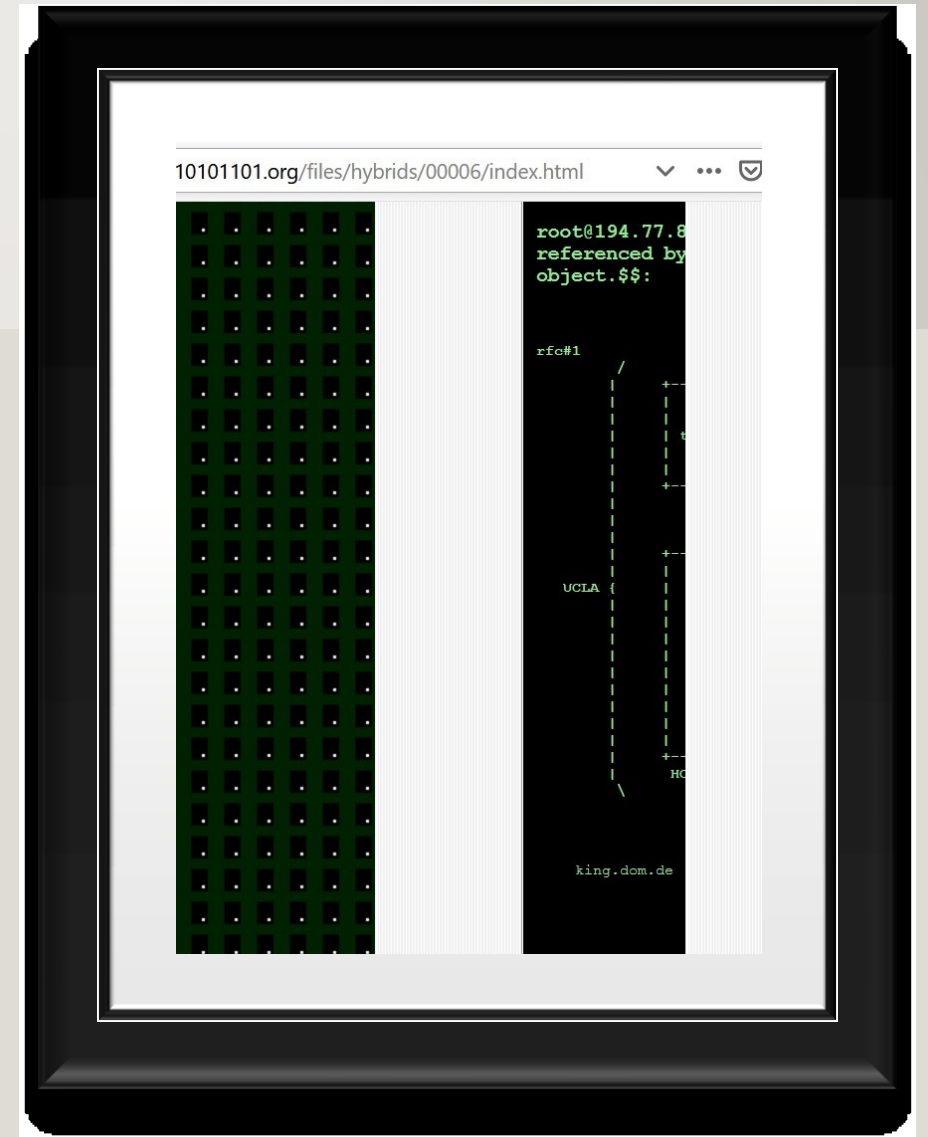 10101101.org/files/hybrids/00006/index.html
root@194.77.8
referenced by
object.$$:
rfc#1
/
+--
t
+--
+--
UCLA {
+--
HO
\
king.dom.de